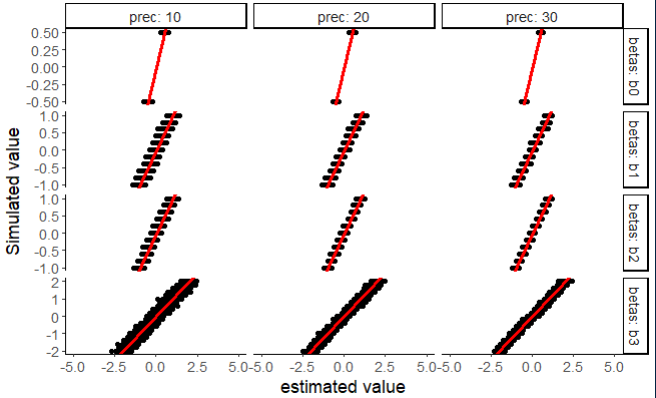 prec: 10 prec: 20 prec: 30
0.50
0.25
0.00
-0.25
-0.50
betas: b0
1.0
0.5
0.0
-0.5
-1.0
betas: b1
1.0
0.5
0.0
-0.5
-1.0
betas: b2
2
1
0
-1
-2
betas: b3
Simulated value
-5.0 -2.5 0.0 2.5 5.0 -5.0 -2.5 0.0 2.5 5.0 -5.0 -2.5 0.0 2.5 5.0
estimated value